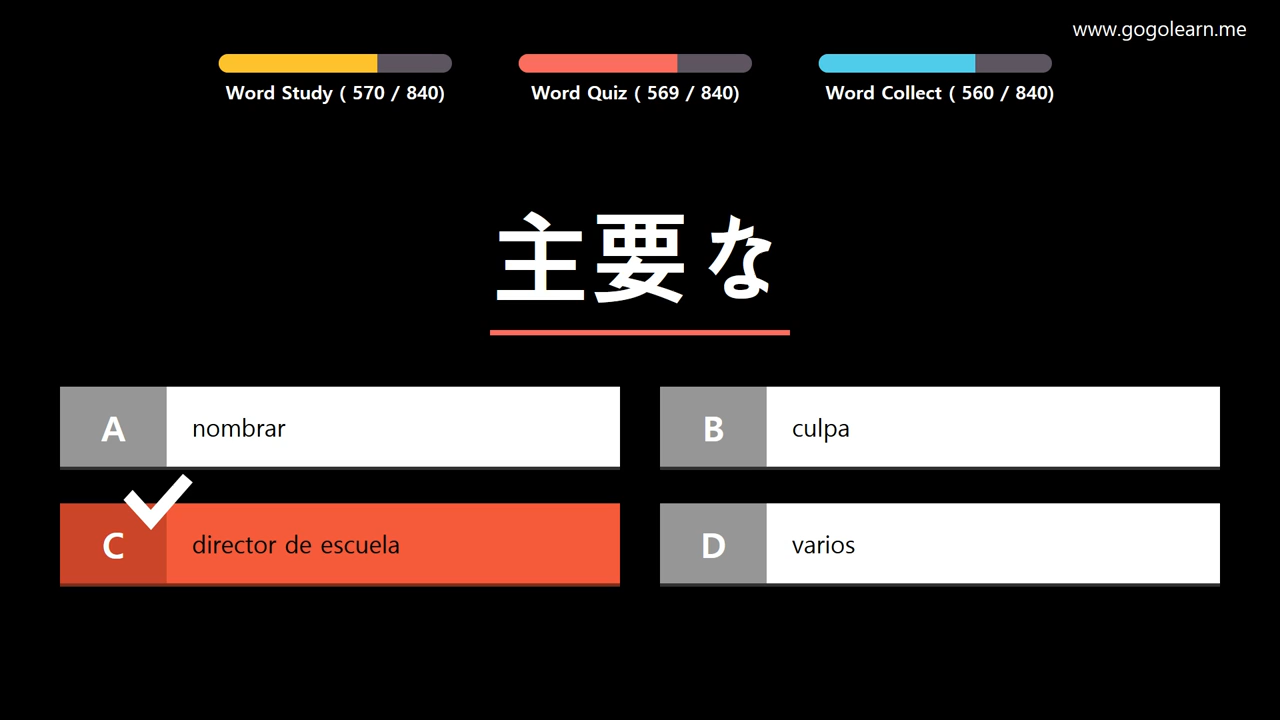 www.gogolearn.me
Word Study ( 570 / 840)
Word Quiz ( 569 / 840)
Word Collect ( 560 / 840)
主要な
A nombrar
B culpa
C director de escuela
D varios